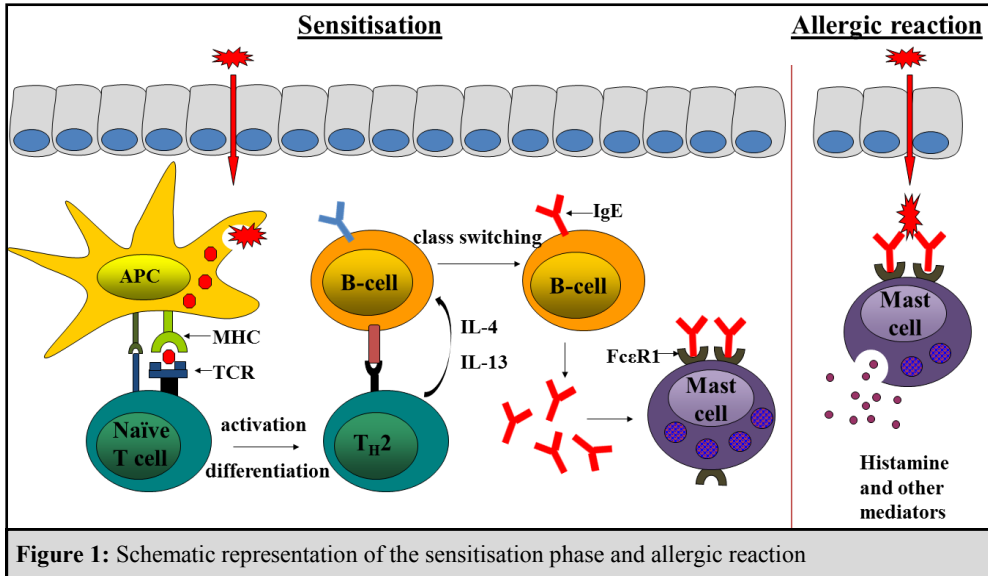 Sensitisation
Allergic reaction
IgE
class switching
APC
B-cell
B-cell
Mast
cell
MHC
IL-4
IL-13
FcεR1
TCR
Mast
cell
Naïve
T cell
activation
differentiation
TH2
Histamine
and other
mediators
Figure 1: Schematic representation of the sensitisation phase and allergic reaction